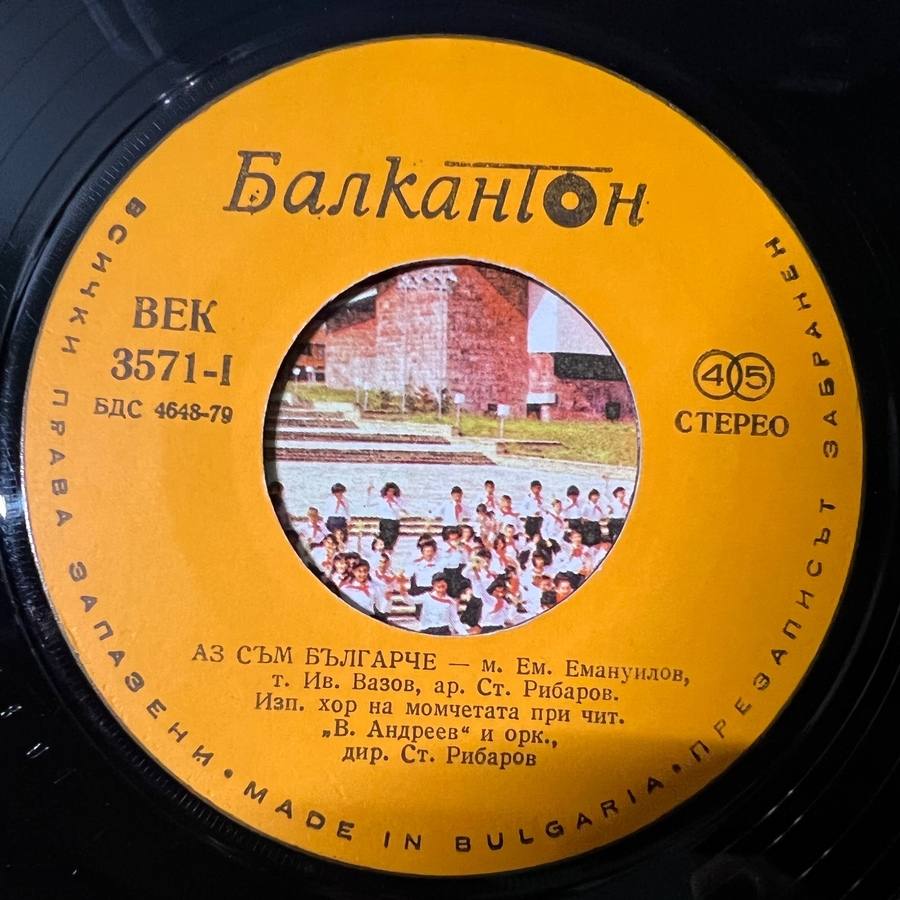 Балкантон
ВЕК
3571-I
БДС 4648-79
45
СТЕРЕО
АЗ СЪМ БЪЛГАРЧЕ — м. Ем. Емануилов,
т. Ив. Вазов, ар. Ст. Рибаров.
Изп. хор на момчетата при чит.
„В. Андреев“ и орк.,
дир. Ст. Рибаров
ВСИЧКИ ПРАВА ЗАПАЗЕНИ • MADE IN BULGARIA • ПРЕЗАПИСЪТ ЗАБРАНЕН